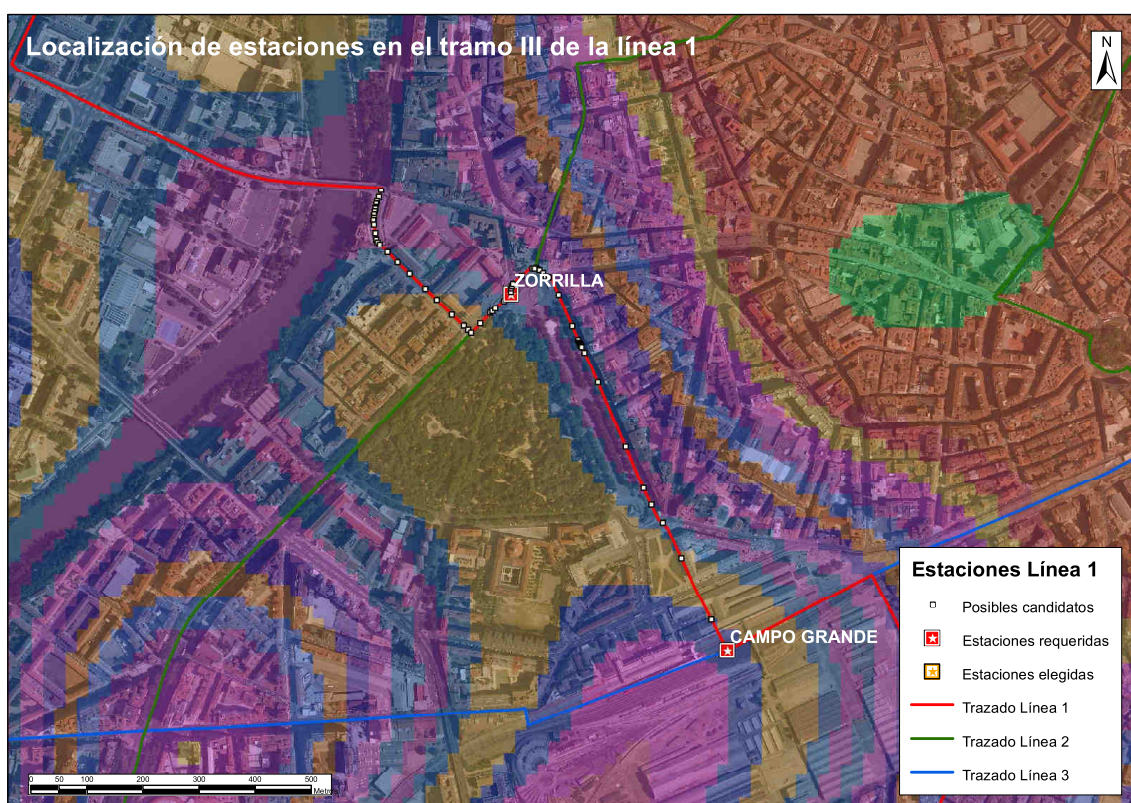 Localización de estaciones en el tramo III de la línea 1
N
ZORRILLA
CAMPO GRANDE
Estaciones Línea 1
Posibles candidatos
Estaciones requeridas
Estaciones elegidas
Trazado Línea 1
Trazado Línea 2
Trazado Línea 3
0 50 100 200 300 400 500